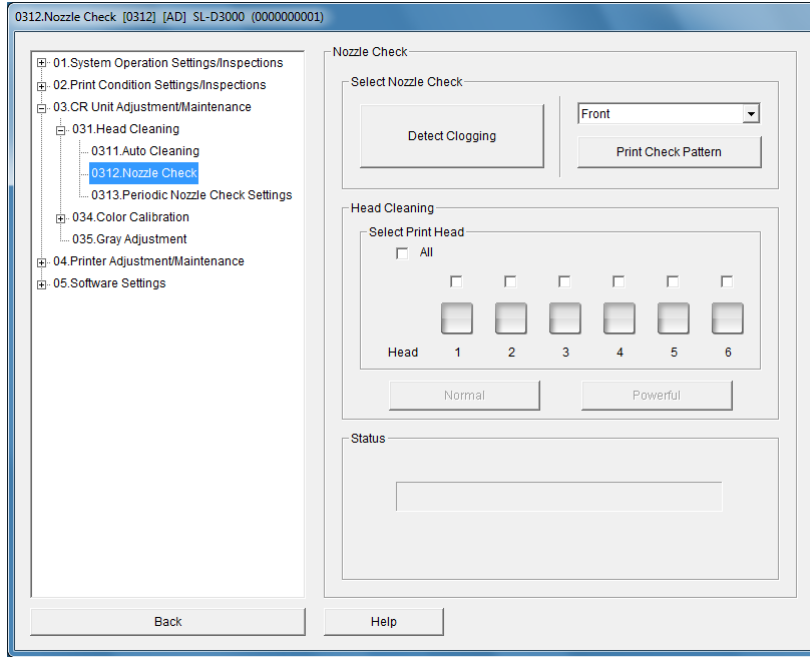 0312.Nozzle Check [0312] [AD] SL-D3000 (0000000001)
01.System Operation Settings/Inspections
02.Print Condition Settings/Inspections
03.CR Unit Adjustment/Maintenance
031.Head Cleaning
0311.Auto Cleaning
0312.Nozzle Check
0313.Periodic Nozzle Check Settings
034.Color Calibration
035.Gray Adjustment
04.Printer Adjustment/Maintenance
05.Software Settings
Back
Nozzle Check
Select Nozzle Check
Detect Clogging
Front
Print Check Pattern
Head Cleaning
Select Print Head
All
Head 1 2 3 4 5 6
Normal Powerful
Status
Help